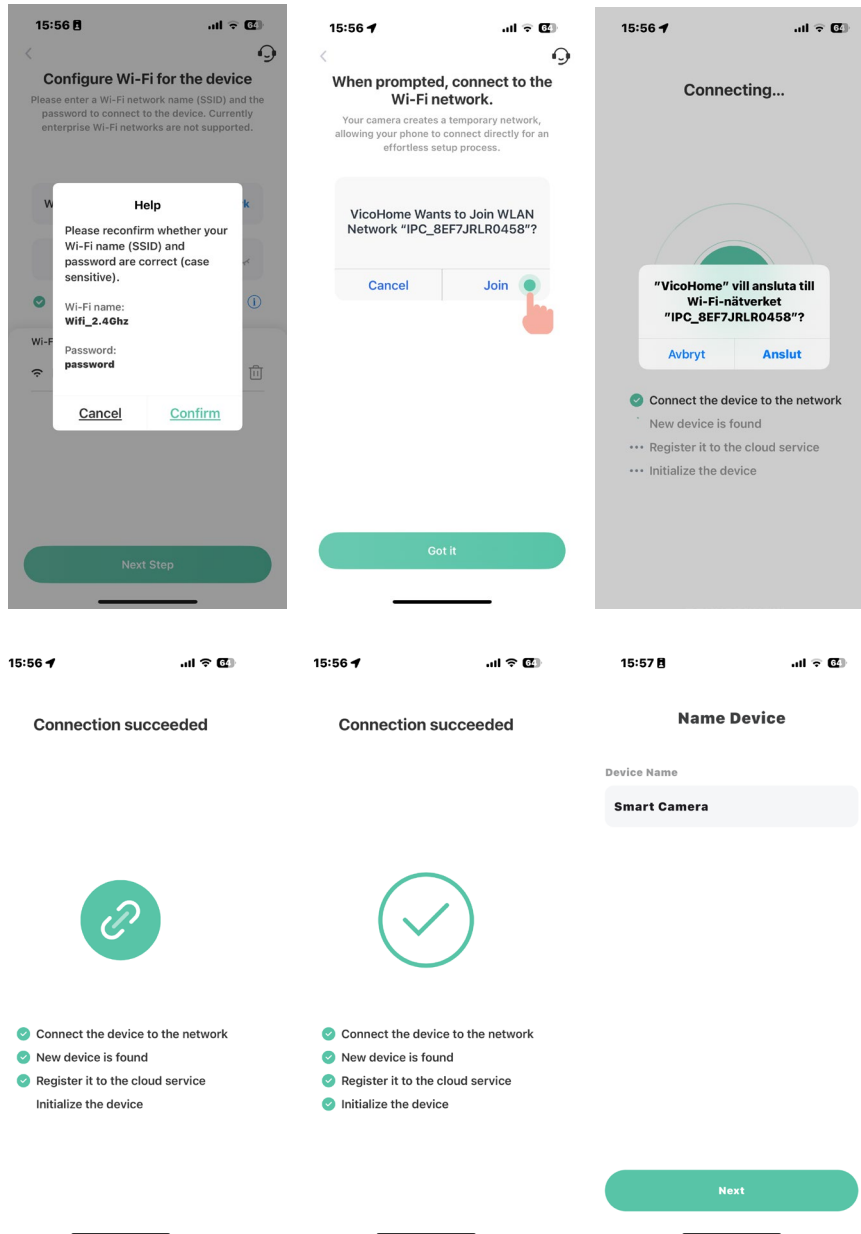 15:56
64
Configure Wi-Fi for the device
Please enter a Wi-Fi network name (SSID) and the
password to connect to the device. Currently
enterprise Wi-Fi networks are not supported.
Help
Please reconfirm whether your
Wi-Fi name (SSID) and
password are correct (case
sensitive).
Wi-Fi name:
Wifi_2.4Ghz
Password:
password
Cancel
Confirm
Next Step
15:56
64
When prompted, connect to the
Wi-Fi network.
Your camera creates a temporary network,
allowing your phone to connect directly for an
effortless setup process.
VicoHome Wants to Join WLAN
Network “IPC_8EF7JRLR0458”?
Cancel
Join
Got it
15:56
64
Connecting...
"VicoHome" vill ansluta till
Wi-Fi-nätverket
"IPC_8EF7JRLR0458"?
Avbryt
Anslut
Connect the device to the network
New device is found
Register it to the cloud service
Initialize the device
15:56
64
Connection succeeded
Connect the device to the network
New device is found
Register it to the cloud service
Initialize the device
15:56
64
Connection succeeded
Connect the device to the network
New device is found
Register it to the cloud service
Initialize the device
15:57
64
Name Device
Device Name
Smart Camera
Next